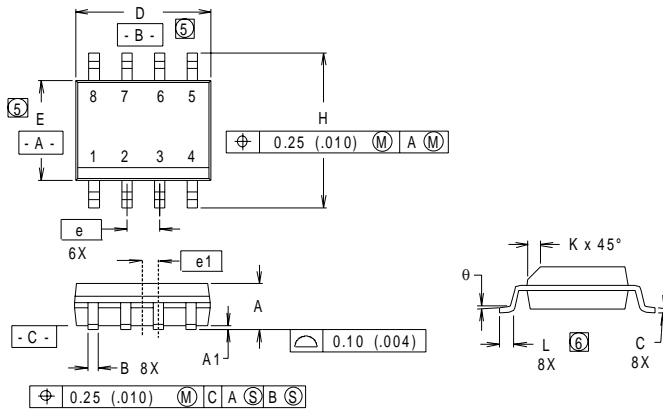 D
- B -
5
8 7 6 5
5
E
- A -
H
⌖ 0.25 (.010) Ⓜ A Ⓜ
1 2 3 4
e
6X
e1
K x 45°
θ
A
- C -
B 8X
A1
⌓ 0.10 (.004)
L
8X
6
C
8X
⌖ 0.25 (.010) Ⓜ C A Ⓢ B Ⓢ